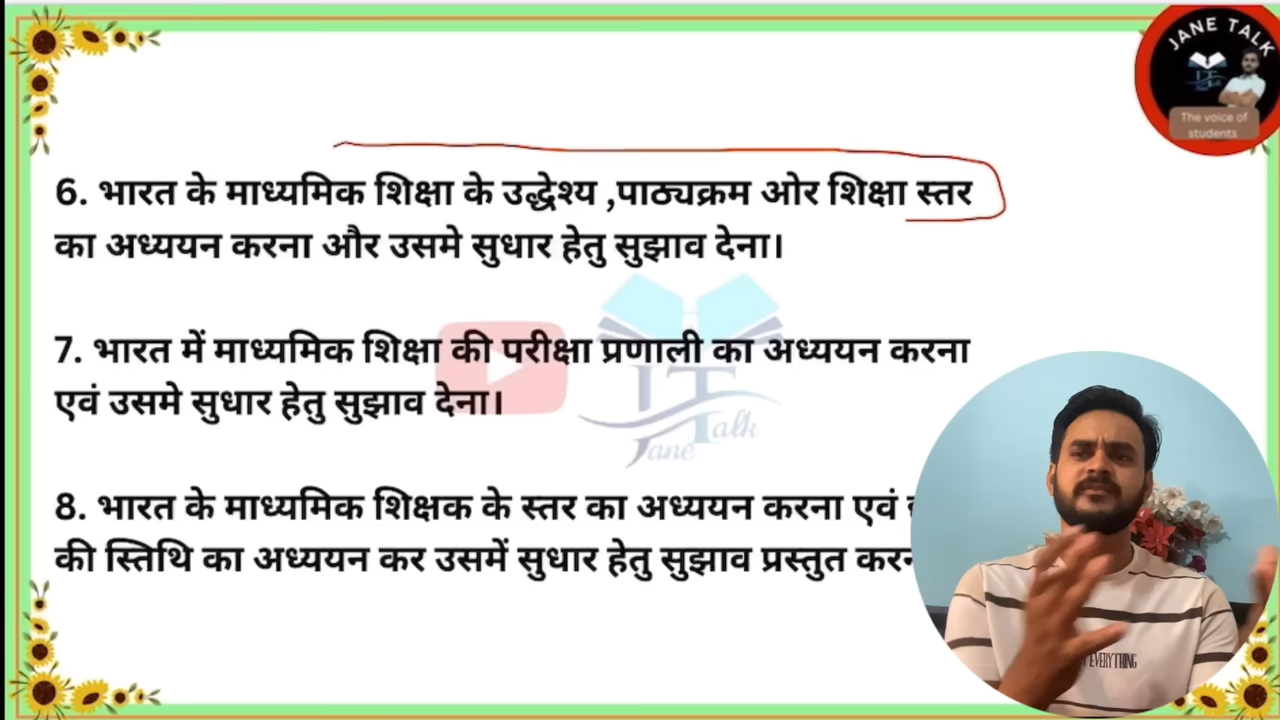 JANE TALK
The voice of
students
6. भारत के माध्यमिक शिक्षा के उद्धेश्य ,पाठ्यक्रम ओर शिक्षा स्तर
का अध्ययन करना और उसमे सुधार हेतु सुझाव देना।
7. भारत में माध्यमिक शिक्षा की परीक्षा प्रणाली का अध्ययन करना
एवं उसमे सुधार हेतु सुझाव देना।
JT
Jane Talk
8. भारत के माध्यमिक शिक्षक के स्तर का अध्ययन करना एवं
की स्तिथि का अध्ययन कर उसमें सुधार हेतु सुझाव प्रस्तुत
EVERYTHING